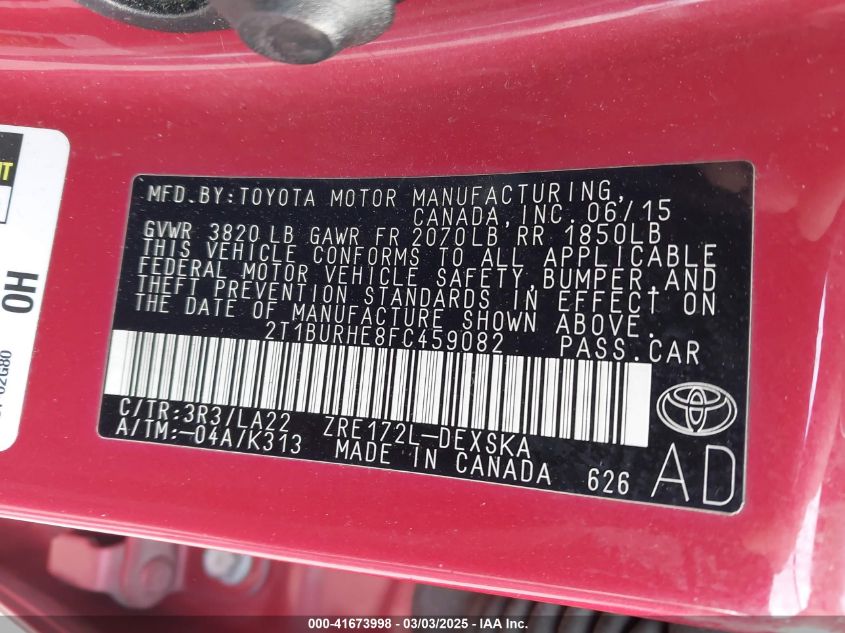 MFD. BY: TOYOTA MOTOR MANUFACTURING,
CANADA, INC. 06/15
GVWR 3820 LB GAWR FR 2070LB RR 1850LB
THIS VEHICLE CONFORMS TO ALL APPLICABLE
FEDERAL MOTOR VEHICLE SAFETY, BUMPER, AND
THEFT PREVENTION STANDARDS IN EFFECT ON
THE DATE OF MANUFACTURE SHOWN ABOVE.
2T1BURHE8FC459082 PASS.CAR
C/TR:3R3/LA22 ZRE172L-DEXSKA
A/TM:-04A/K313 MADE IN CANADA 626
AD
HO
02G80
000-41673998 - 03/03/2025 - IAA Inc.